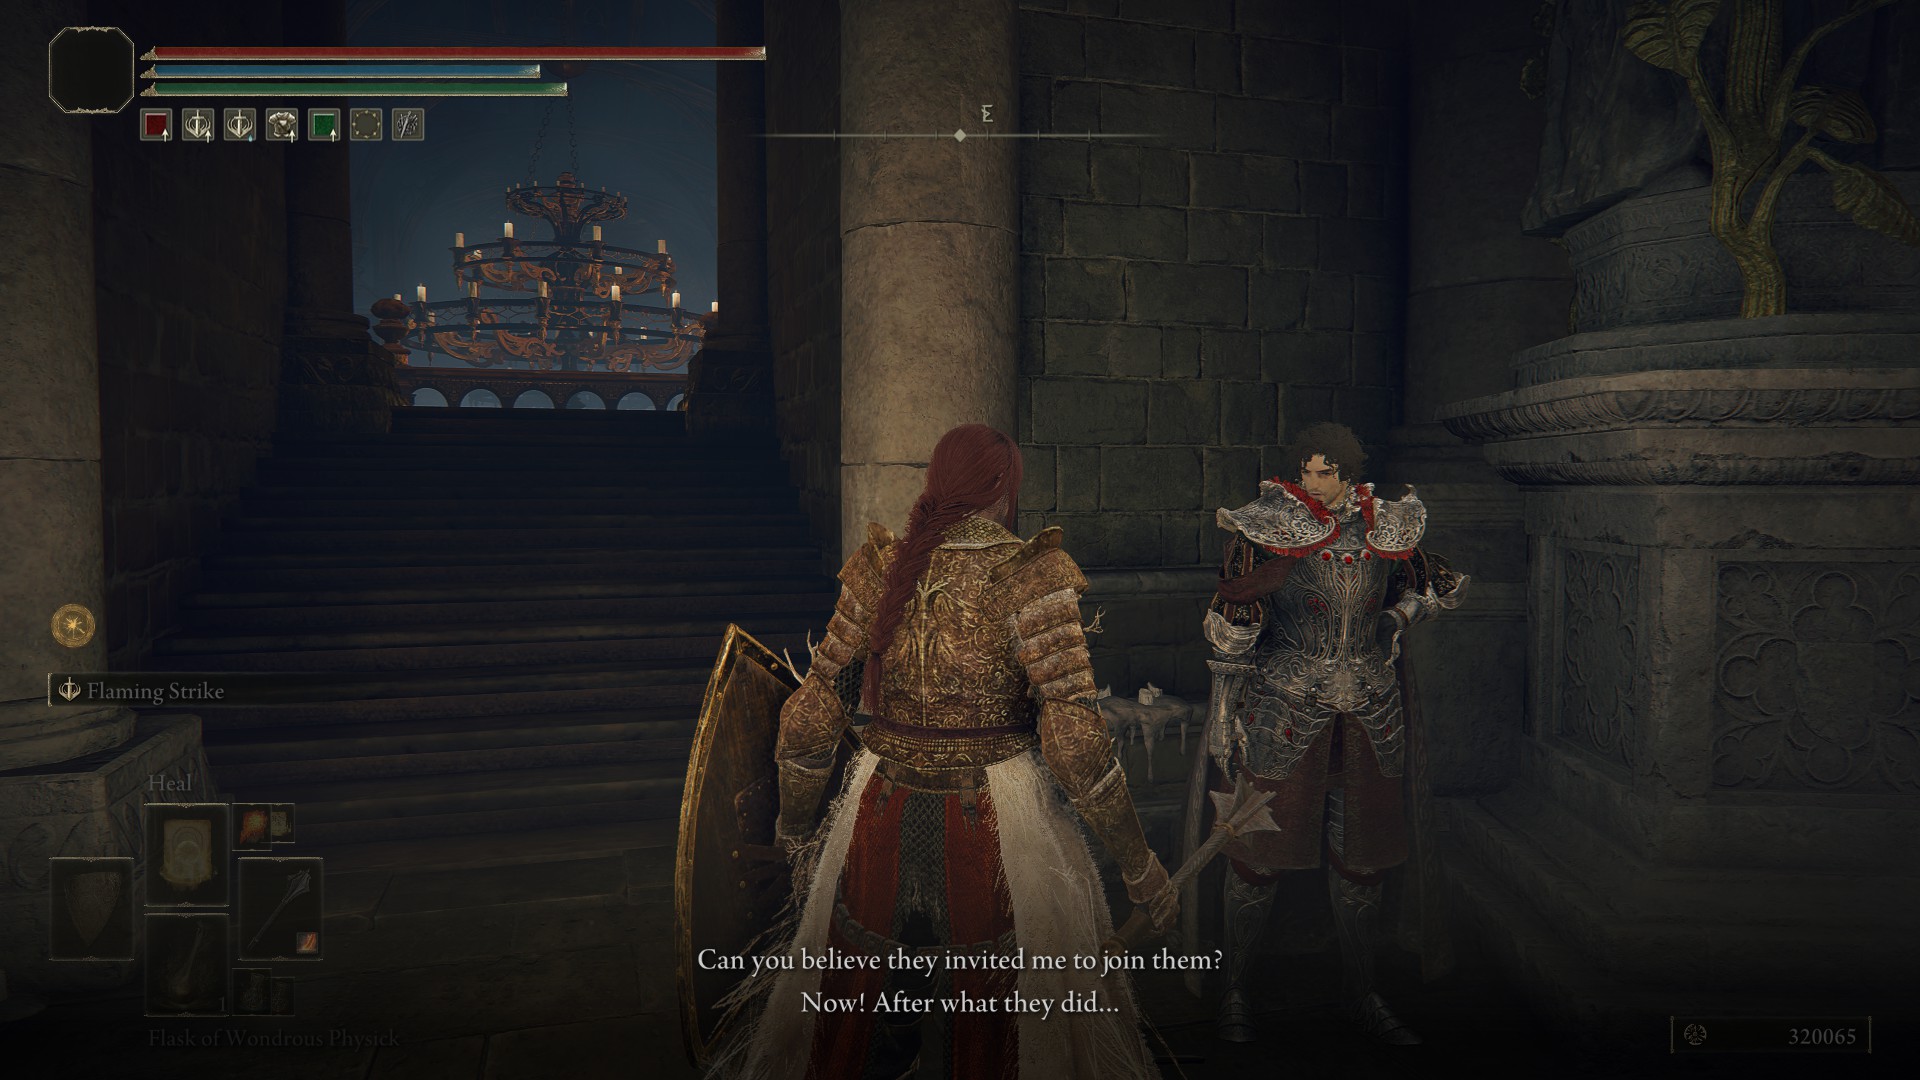 E
Flaming Strike
Heal
1
Flask of Wondrous Physick
Can you believe they invited me to join them?
Now! After what they did...
320065